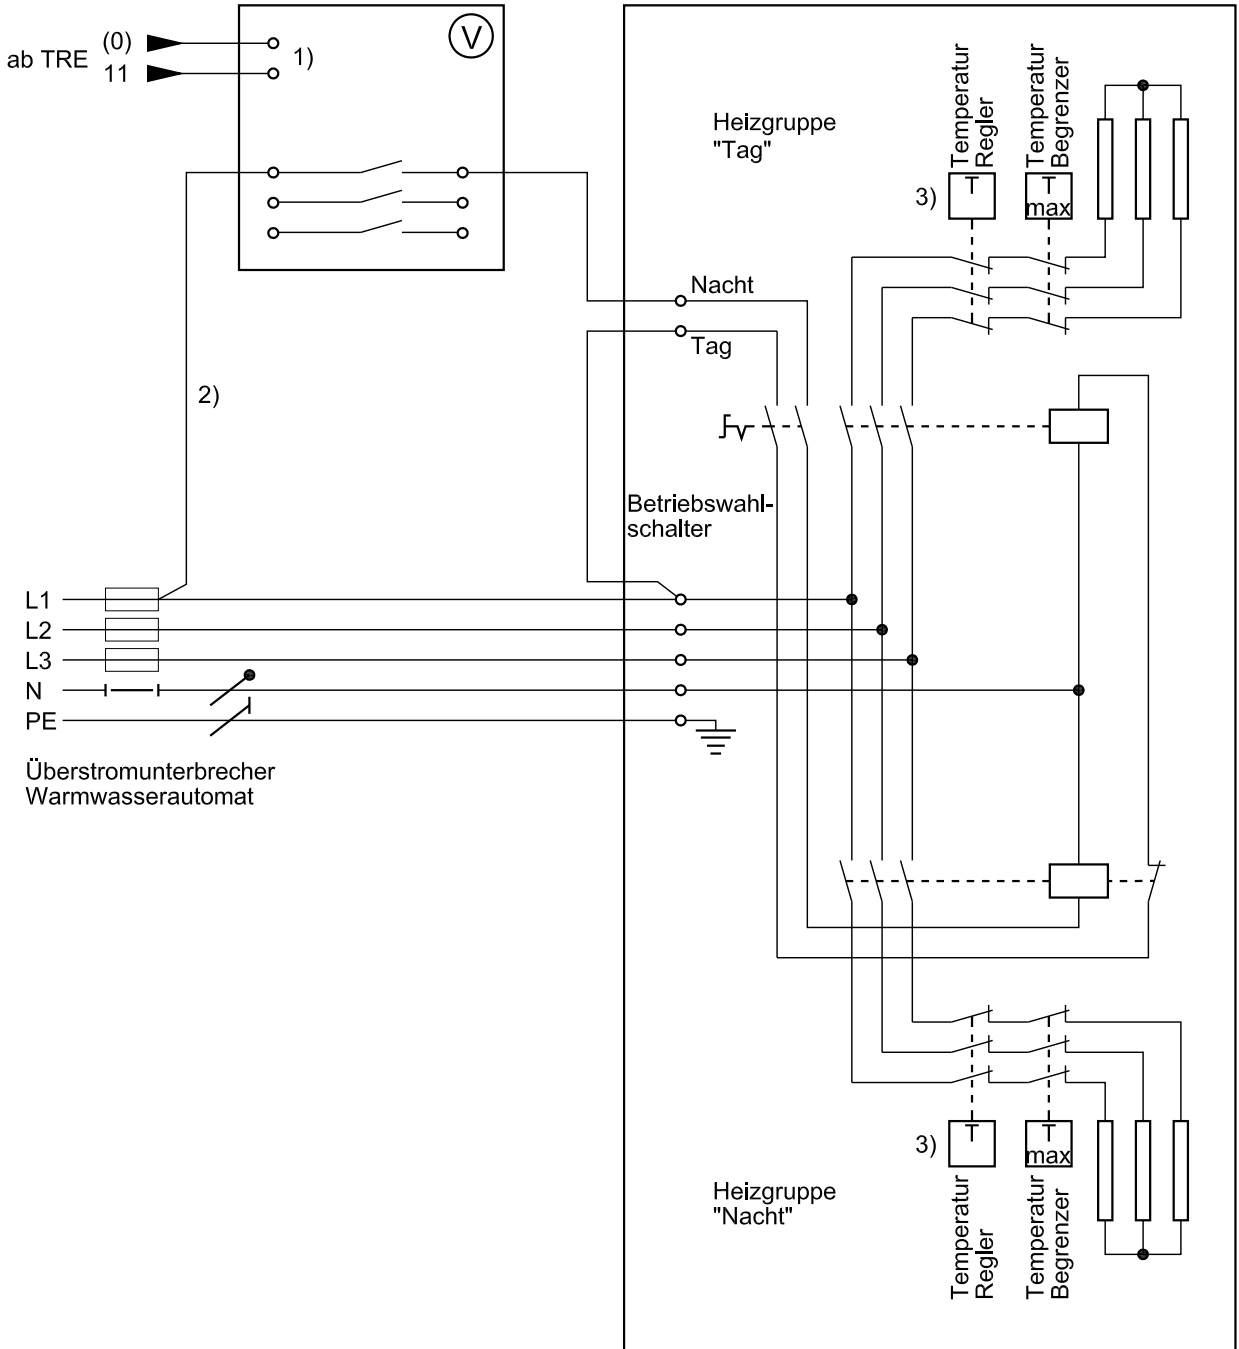 ab TRE
(0)
11
1)
V
2)
Heizgruppe
"Tag"
Temperatur
Regler
Temperatur
Begrenzer
3)
T
T
max
Nacht
Tag
Betriebswahl-
schalter
L1
L2
L3
N
PE
Überstromunterbrecher
Warmwasserautomat
3)
T
T
max
Heizgruppe
"Nacht"
Temperatur
Regler
Temperatur
Begrenzer